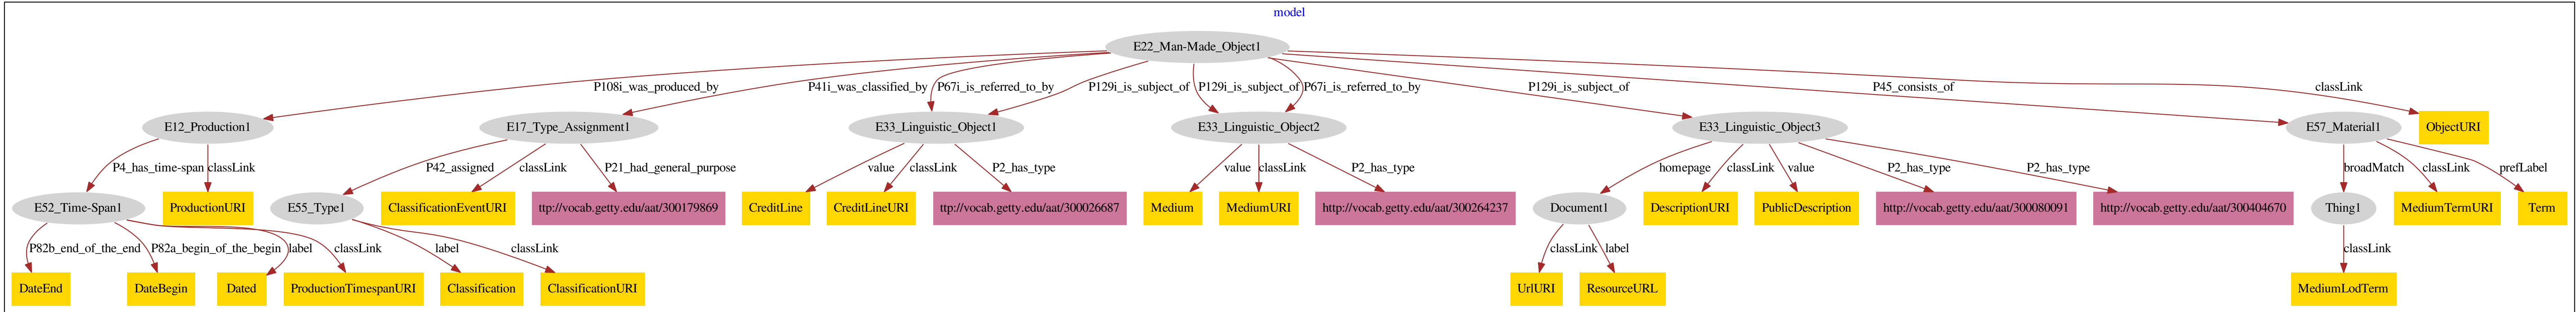 model
E22_Man-Made_Object1
P108i_was_produced_by
P41i_was_classified_by
P67i_is_referred_to_by
P129i_is_subject_of
P129i_is_subject_of
P67i_is_referred_to_by
P129i_is_subject_of
P45_consists_of
classLink
E12_Production1
E17_Type_Assignment1
E33_Linguistic_Object1
E33_Linguistic_Object2
E33_Linguistic_Object3
E57_Material1
ObjectURI
P4_has_time-span
classLink
P42_assigned
classLink
P21_had_general_purpose
value
classLink
P2_has_type
value
classLink
P2_has_type
homepage
classLink
value
P2_has_type
P2_has_type
broadMatch
classLink
prefLabel
E52_Time-Span1
ProductionURI
E55_Type1
ClassificationEventURI
ttp://vocab.getty.edu/aat/300179869
CreditLine
CreditLineURI
ttp://vocab.getty.edu/aat/300026687
Medium
MediumURI
http://vocab.getty.edu/aat/300264237
Document1
DescriptionURI
PublicDescription
http://vocab.getty.edu/aat/300080091
http://vocab.getty.edu/aat/300404670
Thing1
MediumTermURI
Term
P82b_end_of_the_end
P82a_begin_of_the_begin
label
classLink
label
classLink
classLink
label
classLink
DateEnd
DateBegin
Dated
ProductionTimespanURI
Classification
ClassificationURI
UrlURI
ResourceURL
MediumLodTerm